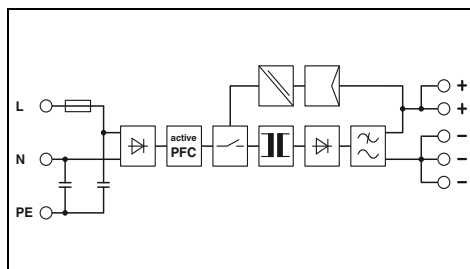 L
+
+
active
PFC
N
–
–
–
PE